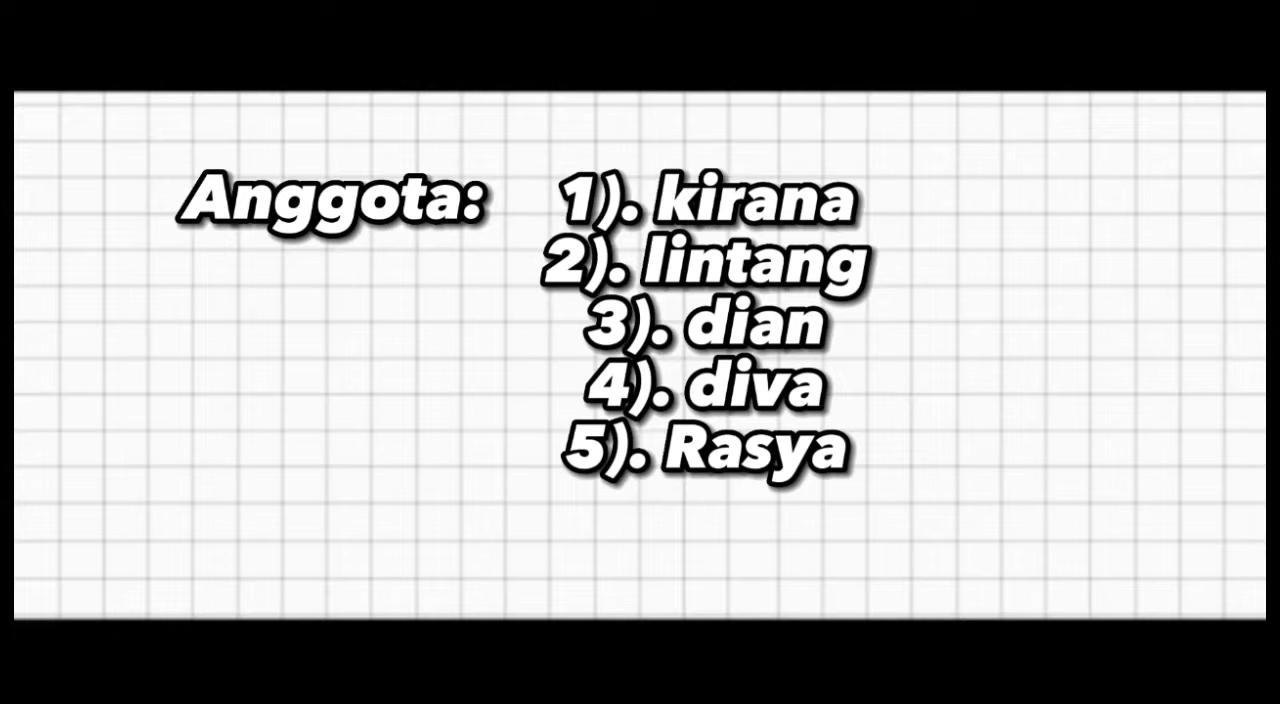 Anggota: 1). kirana
2). lintang
3). dian
4). diva
5). Rasya